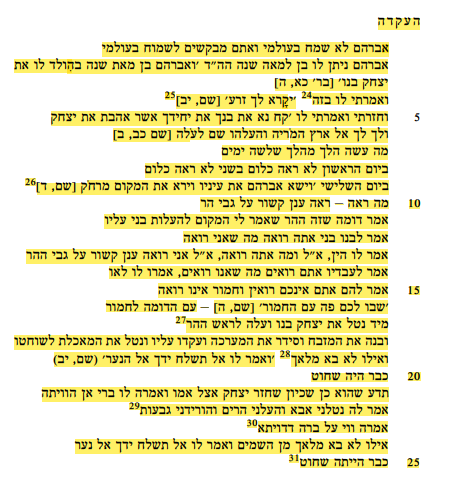 העקדה
אברהם לא שמח בעולמי ואתם מבקשים לשמוח בעולמי
אברהם ניתן לו בן למאה שנה הה״ד ׳ואברהם בן מאת שנה בהולד לו את
יצחק בנו׳ [בר׳ כא, ה]
ואמרתי לו בזה24 ׳יקָרא לך זרע׳ [שם, יב]25
5 וחזרתי ואמרתי לו ׳קח נא את בנך את יחידך אשר אהבת את יצחק
ולך לך אל ארץ המֹריה והעלהו שם לעֹלה [שם כב, ב]
מה עשה הלך מהלך שלשה ימים
ביום הראשון לא ראה כלום בשני לא ראה כלום
ביום השלישי ׳וישא אברהם את עיניו וירא את המקום מרחֹק [שם, ד]26
10 מה ראה – ראה ענן קשור על גבי הר
אמר דומה שזה ההר שאמר לי המקום להעלות בני עליו
אמר לבנו בני אתה רואה מה שאני רואה
אמר לו הין, א״ל ומה אתה רואה, א״ל אני רואה ענן קשור על גבי ההר
אמר לעבדיו אתם רואים מה שאנו רואים, אמרו לו לאו
15 אמר להם אתם אינכם רואין וחמור אינו רואה
׳שבו לכם פה עם החמור׳ [שם, ה] – עם הדומה לחמור
מיד נטל את יצחק בנו ועלה לראש ההר27
ובנה את המזבח וסידר את המערכה ועקדו עליו ונטל את המאכלת לשוחטו
ואילו לא בא מלאך28 ׳ואמר לו אל תשלח ידך אל הנער׳ (שם, יב)
20 כבר היה שחוט
תדע שהוא כן שכיון שחזר יצחק אצל אמו ואמרה לו ברי אן הוויתה
אמר לה נטלני אבא והעלני הרים והורידני גבעות29
אמרה ווי על ברה דדויתא30
אילו לא בא מלאך מן השמים ואמר לו אל תשלח ידך אל נער
25 כבר הייתה שחוט31